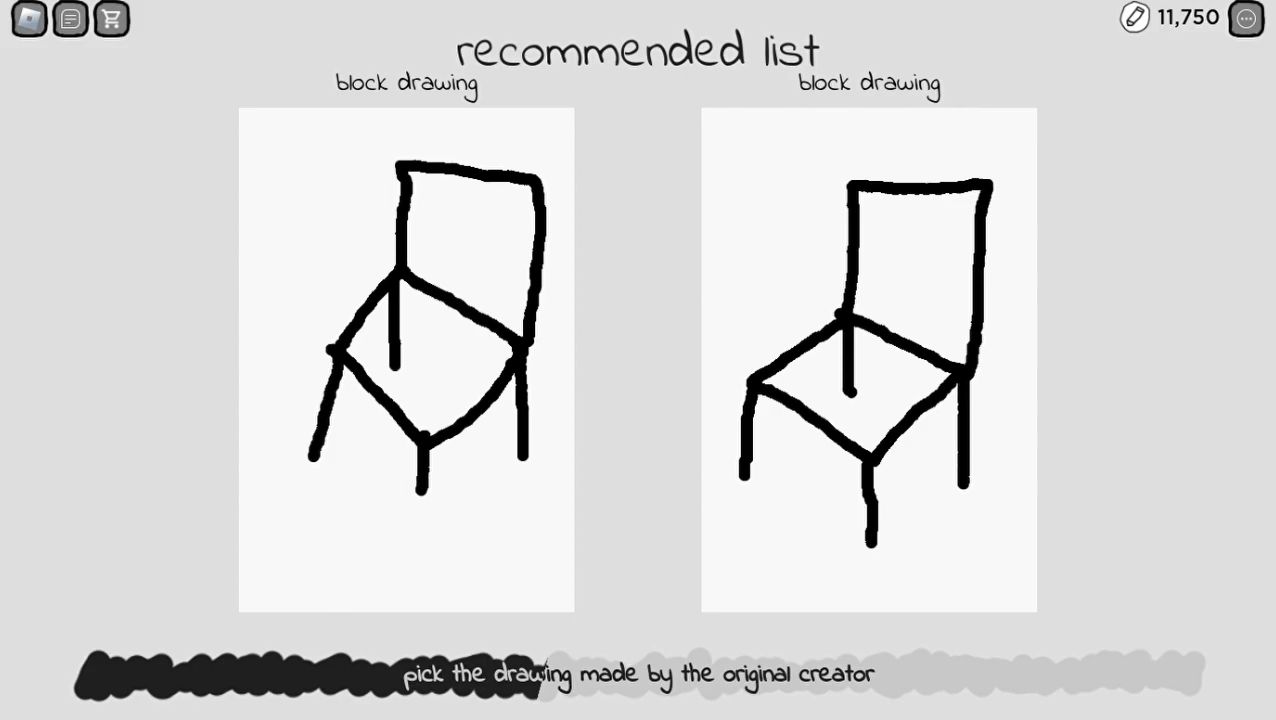 11,750
recommended list
block drawing
block drawing
pick the drawing made by the original creator